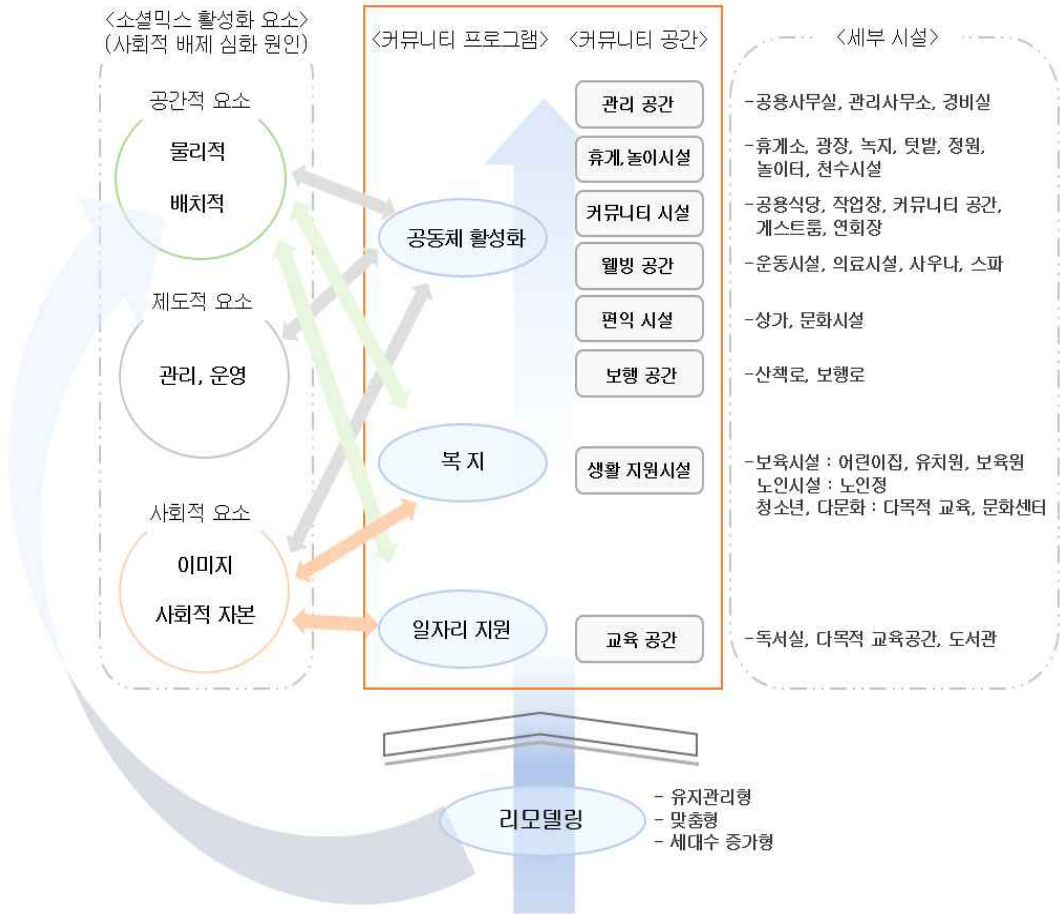 <소셜믹스 활성화 요소>
(사회적 배제 심화 원인)
공간적 요소
물리적
배치적
제도적 요소
관리, 운영
사회적 요소
이미지
사회적 자본
<커뮤니티 프로그램>
공동체 활성화
복 지
일자리 지원
<커뮤니티 공간>
관리 공간
휴게,놀이시설
커뮤니티 시설
웰빙 공간
편익 시설
보행 공간
생활 지원시설
교육 공간
<세부 시설>
-공용사무실, 관리사무소, 경비실
-휴게소, 광장, 녹지, 텃밭, 정원,
놀이터, 천수시설
-공용식당, 작업장, 커뮤니티 공간,
게스트룸, 연회장
-운동시설, 의료시설, 사우나, 스파
-상가, 문화시설
-산책로, 보행로
-보육시설 : 어린이집, 유치원, 보육원
노인시설 : 노인정
청소년, 다문화 : 다목적 교육, 문화센터
-독서실, 다목적 교육공간, 도서관
리모델링
- 유지관리형
- 맞춤형
- 세대수 증가형